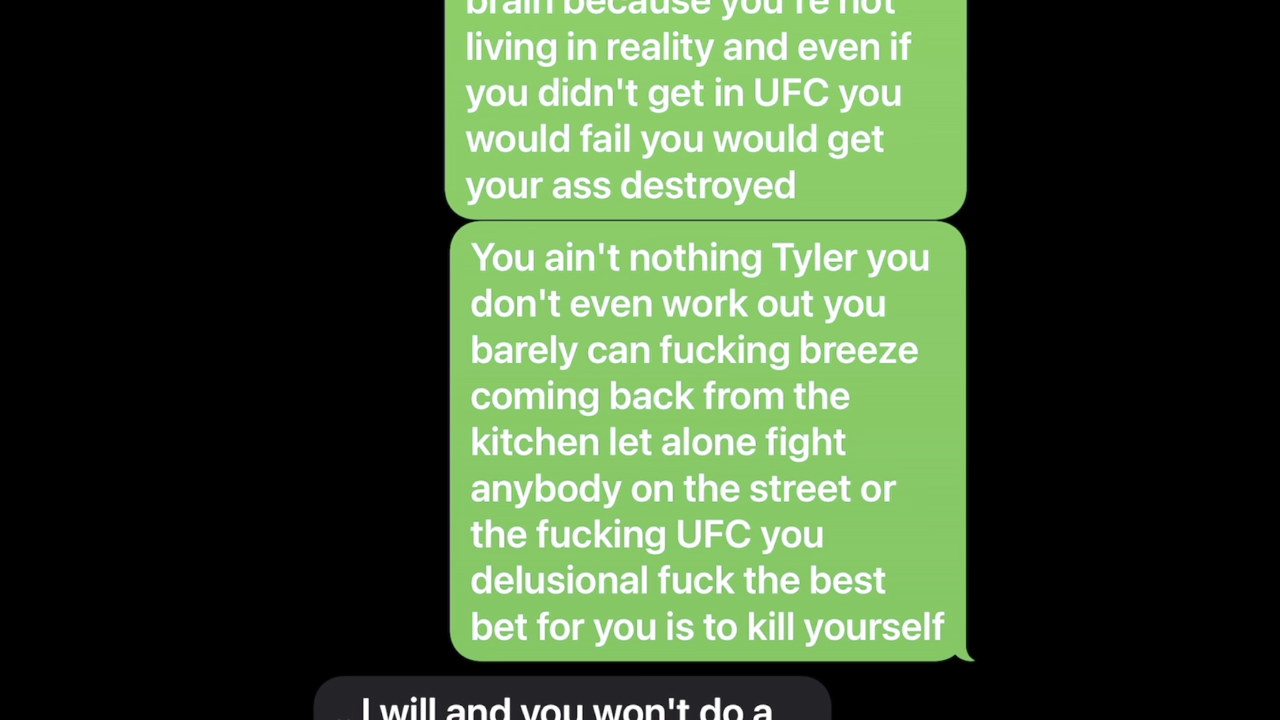 brain because you're not
living in reality and even if
you didn't get in UFC you
would fail you would get
your ass destroyed
You ain't nothing Tyler you
don't even work out you
barely can fucking breeze
coming back from the
kitchen let alone fight
anybody on the street or
the fucking UFC you
delusional fuck the best
bet for you is to kill yourself
I will and you won't do a